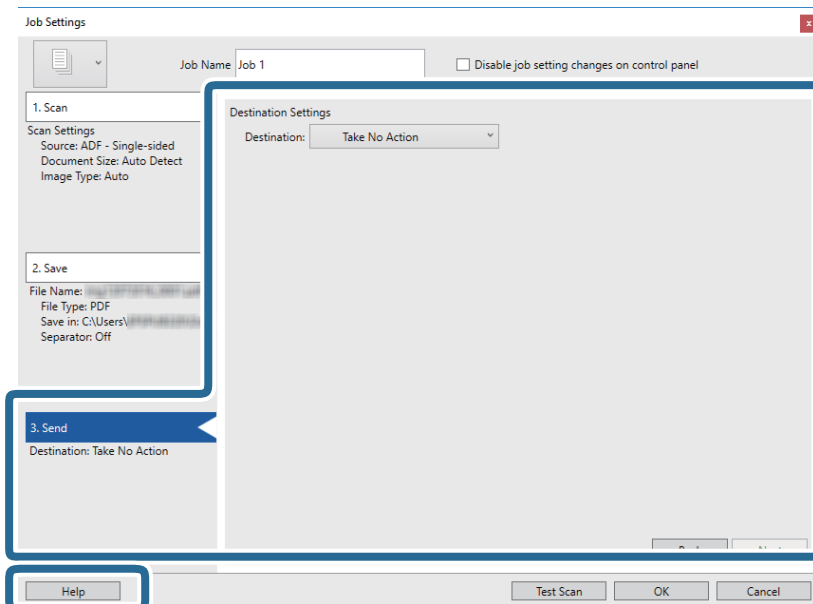 Job Settings
x
Job Name Job 1
Disable job setting changes on control panel
1. Scan
Scan Settings
Source: ADF - Single-sided
Document Size: Auto Detect
Image Type: Auto
Destination Settings
Destination: Take No Action
2. Save
File Name:
File Type: PDF
Save in: C:\Users\
Separator: Off
3. Send
Destination: Take No Action
Help
Test Scan
OK
Cancel